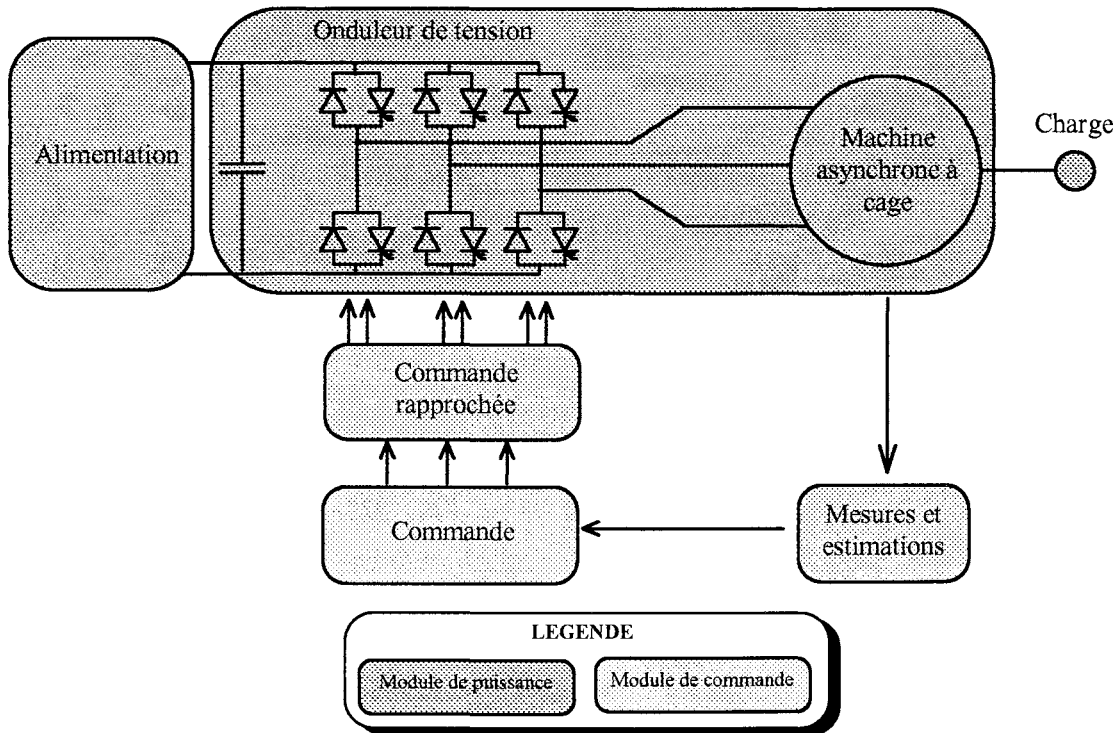 Onduleur de tension
Alimentation
Machine
asynchrone à
cage
Charge
Commande
rapprochée
Commande
Mesures et
estimations
LEGENDE
Module de puissance
Module de commande